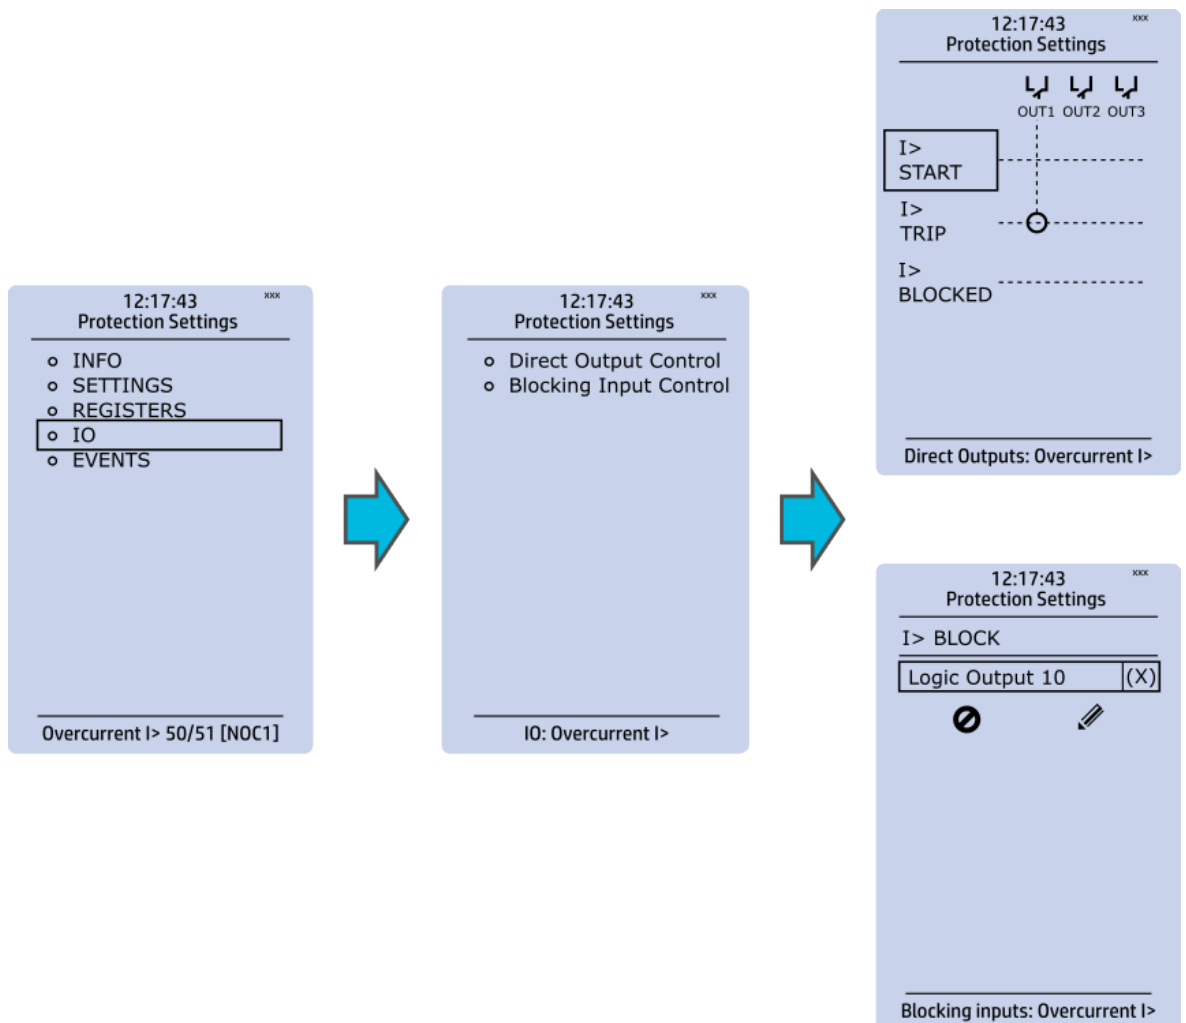 12:17:43 xxx
Protection Settings
INFO
SETTINGS
REGISTERS
IO
EVENTS
Overcurrent I> 50/51 [NOC1]
12:17:43 xxx
Protection Settings
Direct Output Control
Blocking Input Control
IO: Overcurrent I>
12:17:43 xxx
Protection Settings
OUT1 OUT2 OUT3
I>
START
I>
TRIP
I>
BLOCKED
Direct Outputs: Overcurrent I>
12:17:43 xxx
Protection Settings
I> BLOCK
Logic Output 10 (X)
Blocking inputs: Overcurrent I>